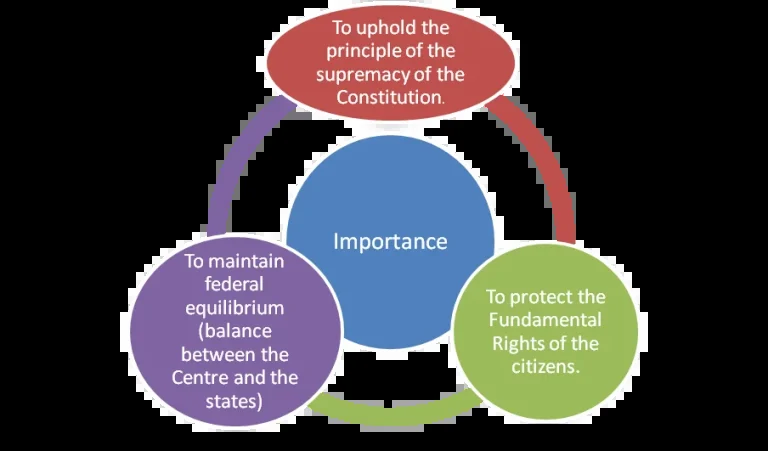 To uphold the
principle of the
supremacy of the
Constitution.
Importance
To maintain
federal
equilibrium
(balance
between the
Centre and the
states)
To protect the
Fundamental
Rights of the
citizens.